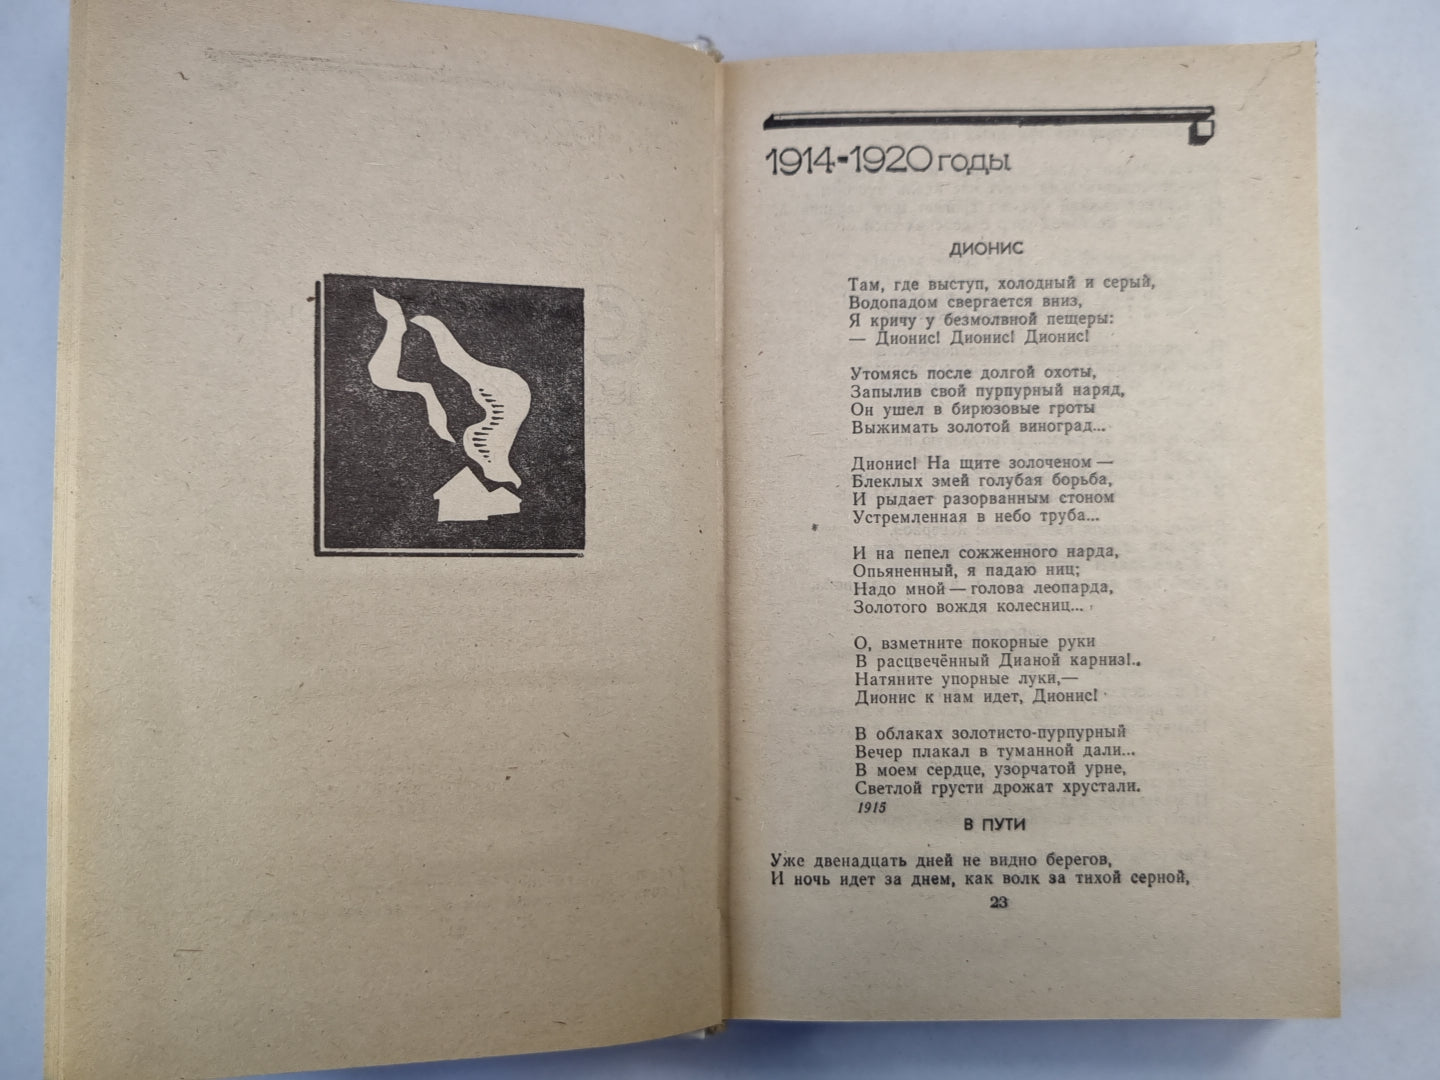 1914-1920 годы
ДИОНИС
Там, где выступ, холодный и серый,
Водопадом свергается вниз,
Я кричу у безмолвной пещеры:
— Дионис! Дионис! Дионис!
Утомясь после долгой охоты,
Запылив свой пурпурный наряд,
Он ушел в бирюзовые гроты
Выжимать золотой виноград...
Дионис! На щите золоченом —
Блеклых змей голубая борьба,
И рыдает разорванным стоном
Устремленная в небо труба...
И на пепел сожженного нарда,
Опьяненный, я падаю ниц;
Надо мной — голова леопарда,
Золотого вождя колесниц...
О, взметните покорные руки
В расцвечённый Дианой карниз!..
Натяните упорные луки,—
Дионис к нам идет, Дионис!
В облаках золотисто-пурпурный
Вечер плакал в туманной дали...
В моем сердце, узорчатой урне,
Светлой грусти дрожат хрустали.
1915
В ПУТИ
Уже двенадцать дней не видно берегов,
И ночь идет за днем, как волк за тихой серной,
23